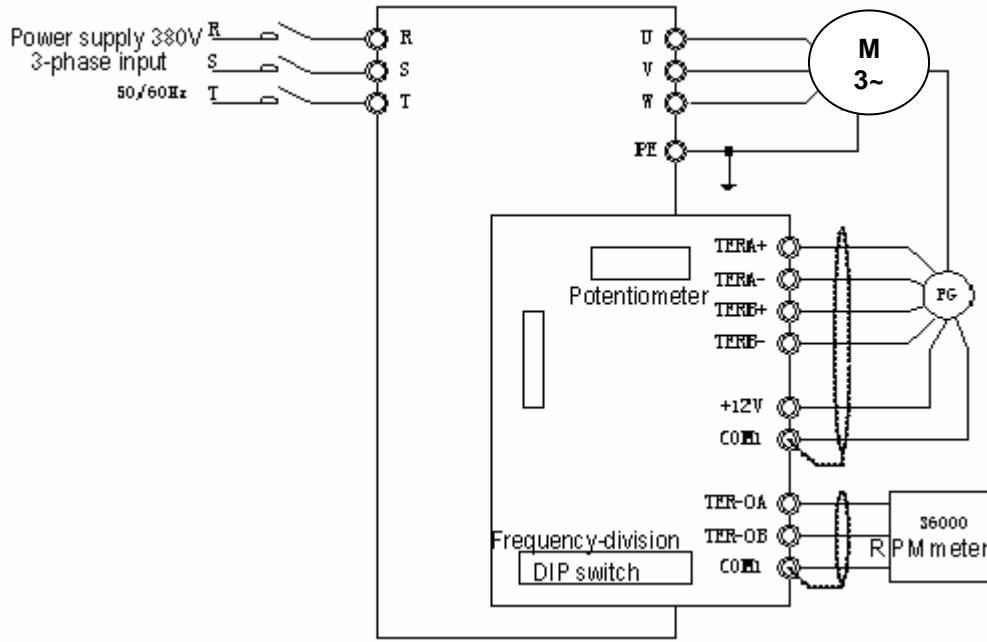 Power supply 380V
3-phase input
50/60Hz
R
S
T
R
S
T
U
V
W
PE
M
3~
TERA+
TERA-
TERB+
TERB-
+12V
COM1
PG
Potentiometer
TER-OA
TER-OB
COM1
Frequency-division
DIP switch
S6000
RPM meter